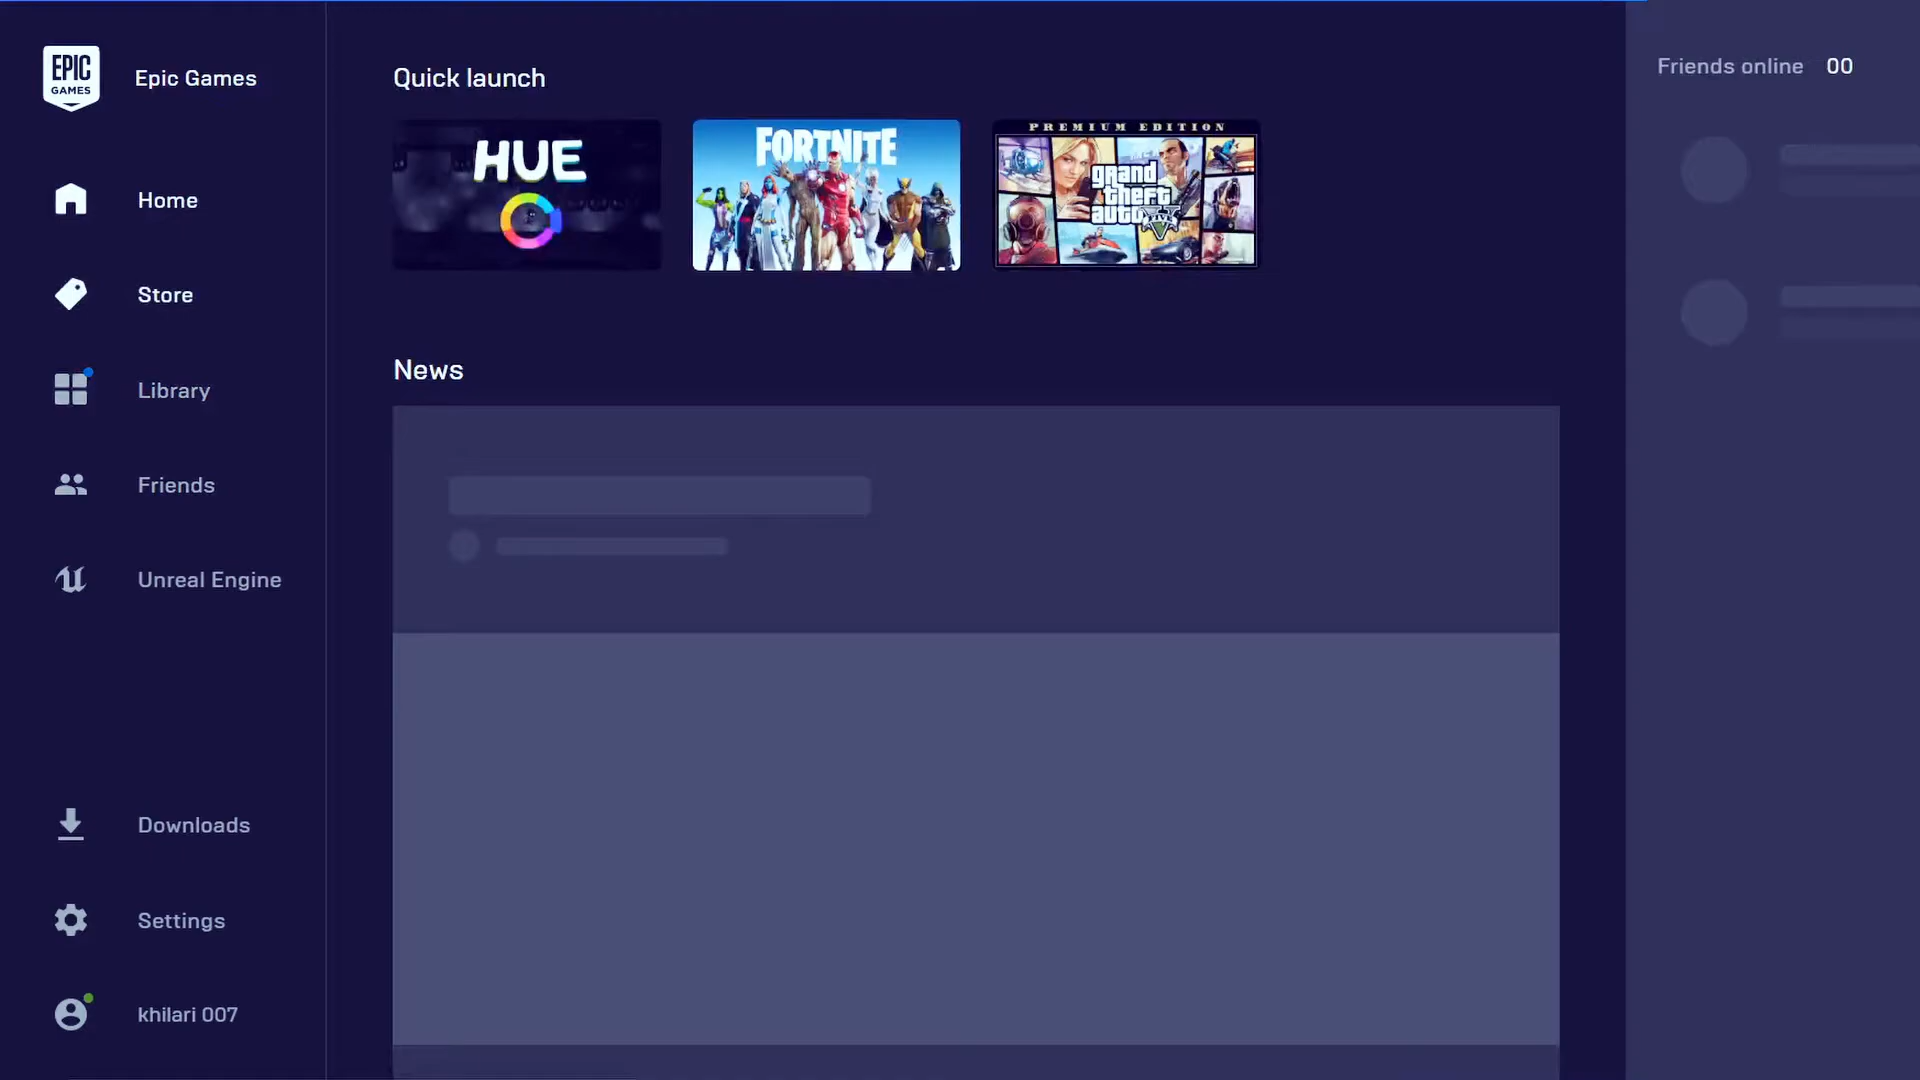 EPIC
GAMES
Epic Games
Home
Store
Library
Friends
Unreal Engine
Downloads
Settings
khilari 007
Quick launch
HUE
FORTNITE
PREMIUM EDITION
grand
theft
auto
V
FIVE
News
Friends online 00